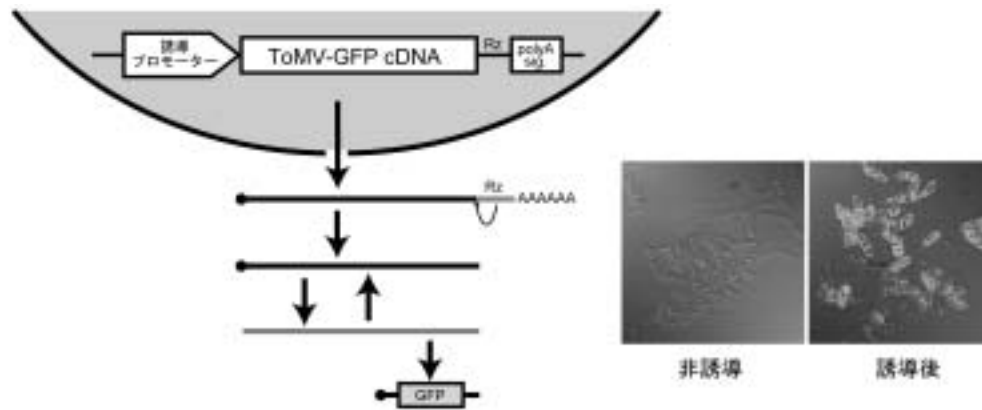 誘導
プロモーター
ToMV-GFP cDNA
Rz
polyA
sig.
Rz
AAAAAA
GFP
非誘導
誘導後